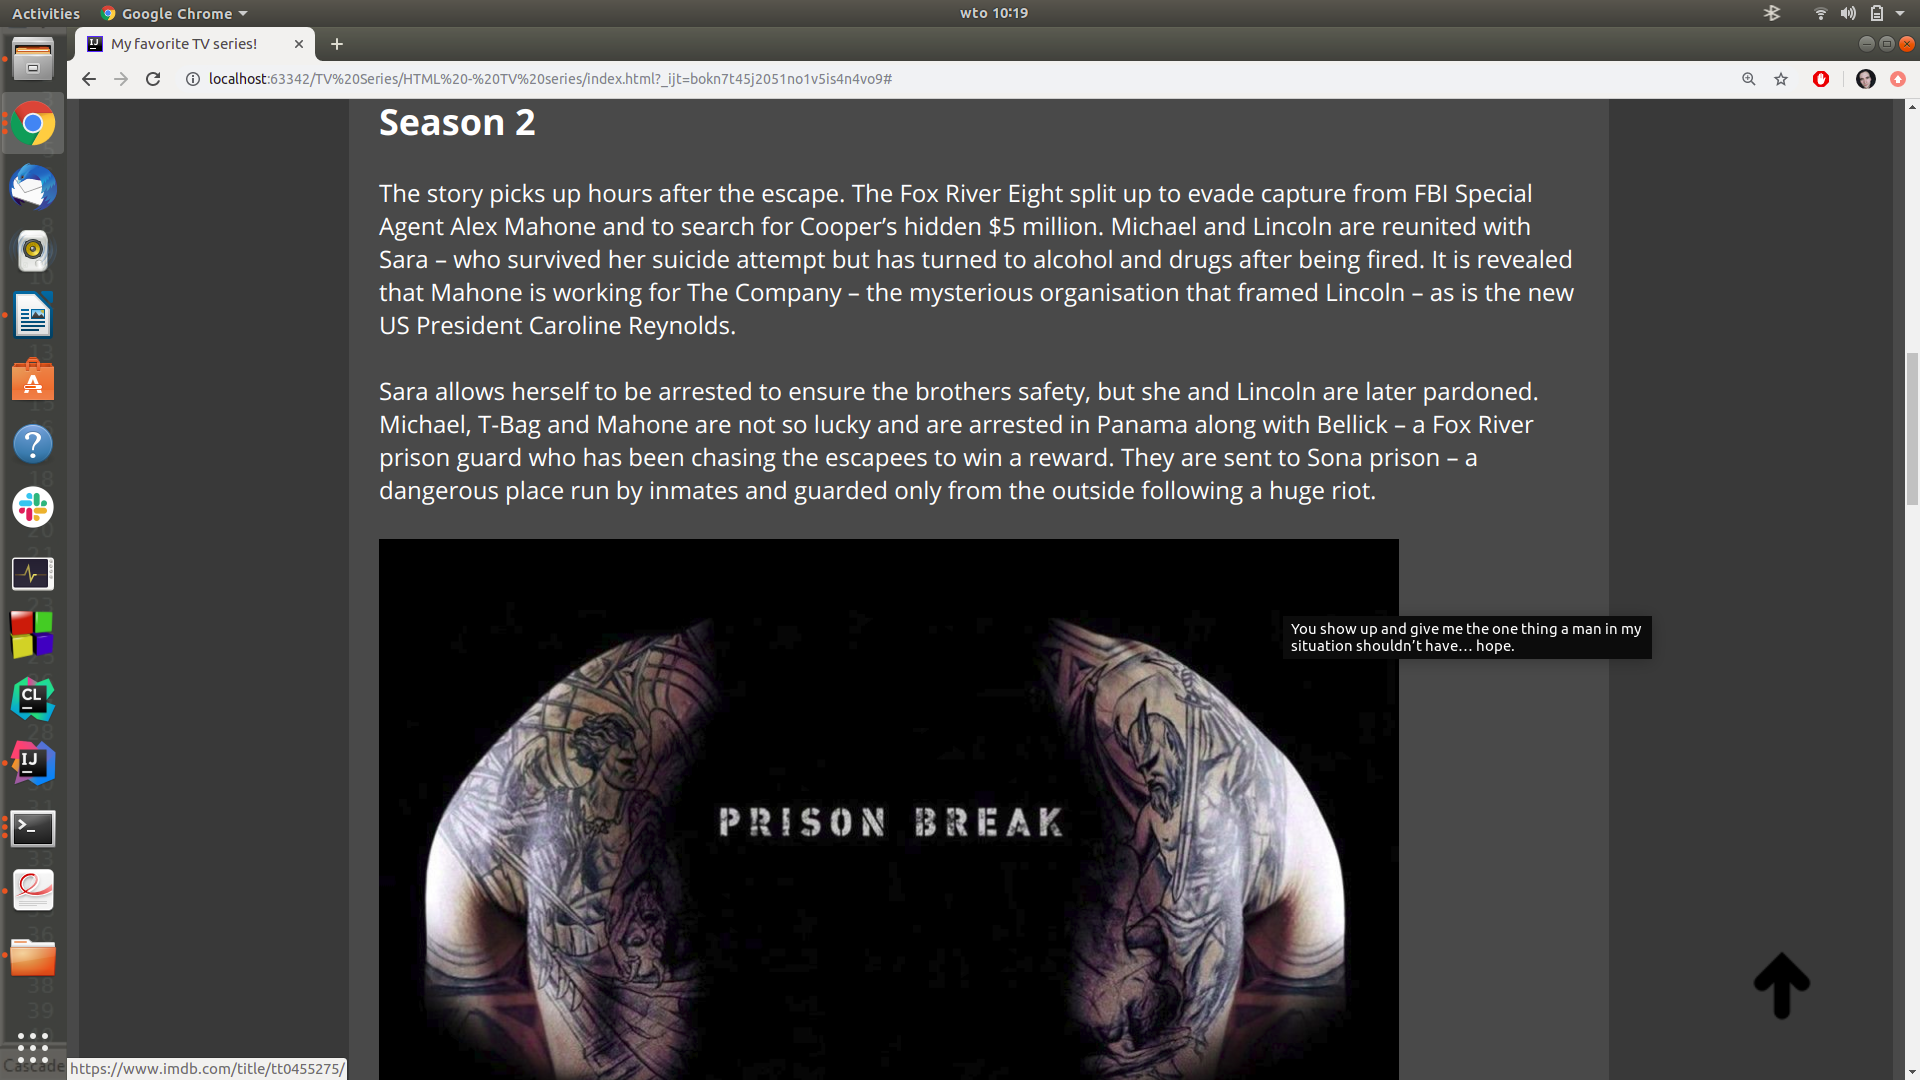 Activities
Google Chrome
wto 10:19
My favorite TV series!
localhost:63342/TV%20Series/HTML%20-%20TV%20series/index.html?_ijt=bokn7t45j2051no1v5is4n4vo9#
Season 2
The story picks up hours after the escape. The Fox River Eight split up to evade capture from FBI Special
Agent Alex Mahone and to search for Cooper’s hidden $5 million. Michael and Lincoln are reunited with
Sara – who survived her suicide attempt but has turned to alcohol and drugs after being fired. It is revealed
that Mahone is working for The Company – the mysterious organisation that framed Lincoln – as is the new
US President Caroline Reynolds.
Sara allows herself to be arrested to ensure the brothers safety, but she and Lincoln are later pardoned.
Michael, T-Bag and Mahone are not so lucky and are arrested in Panama along with Bellick – a Fox River
prison guard who has been chasing the escapees to win a reward. They are sent to Sona prison – a
dangerous place run by inmates and guarded only from the outside following a huge riot.
You show up and give me the one thing a man in my
situation shouldn’t have... hope.
PRISON BREAK
CL
IJ
Cascade
https://www.imdb.com/title/tt0455275/